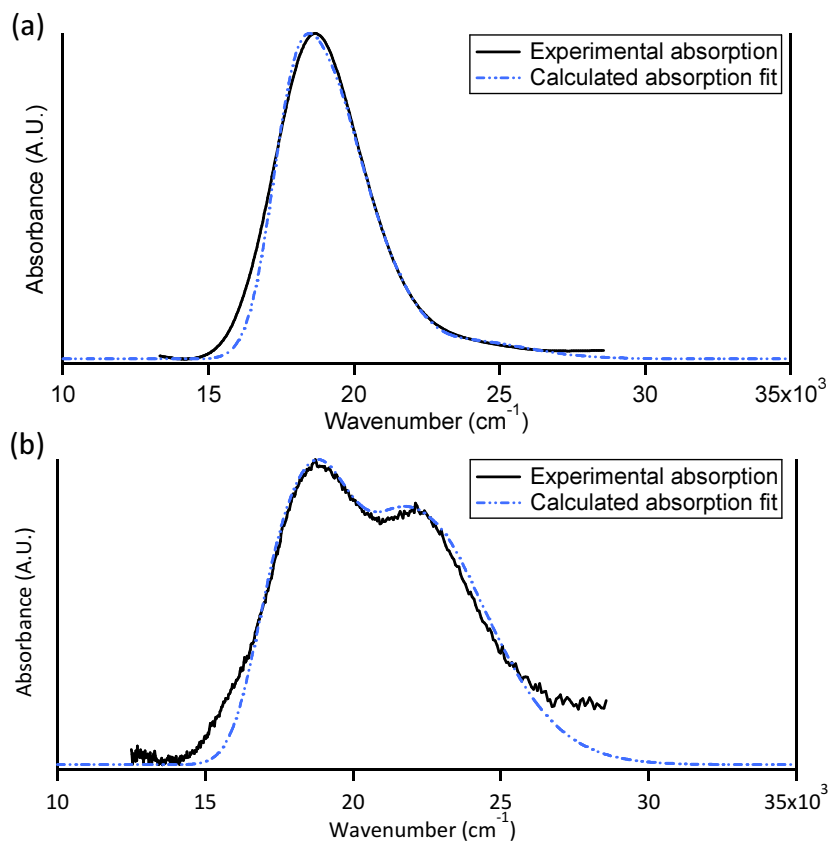 (a)
Experimental absorption
Calculated absorption fit
Absorbance (A.U.)
10 15 20 25 30 35x10³
Wavenumber (cm⁻¹)
(b)
Experimental absorption
Calculated absorption fit
Absorbance (A.U.)
10 15 20 25 30 35x10³
Wavenumber (cm⁻¹)